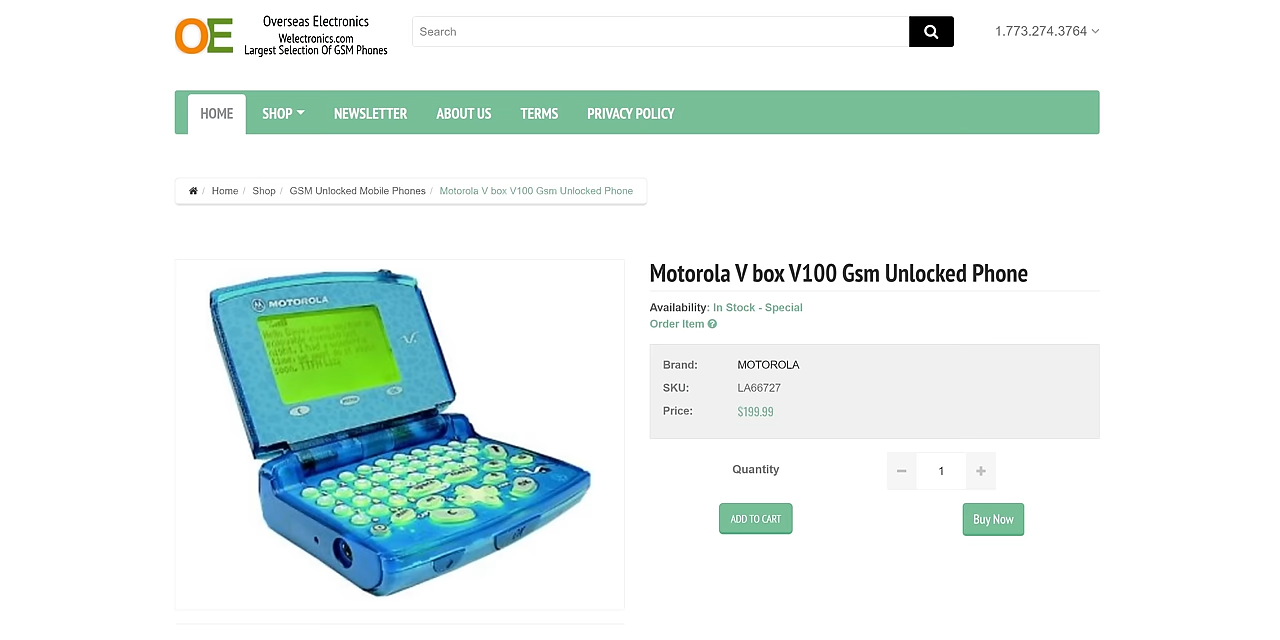 OE
Overseas Electronics
Welectronics.com
Largest Selection Of GSM Phones
Search
1.773.274.3764
HOME
SHOP
NEWSLETTER
ABOUT US
TERMS
PRIVACY POLICY
/ Home / Shop / GSM Unlocked Mobile Phones / Motorola V box V100 Gsm Unlocked Phone
MOTOROLA
Motorola V box V100 Gsm Unlocked Phone
Availability: In Stock - Special
Order Item
Brand: MOTOROLA
SKU: LA66727
Price: $199.99
Quantity
1
ADD TO CART
Buy Now